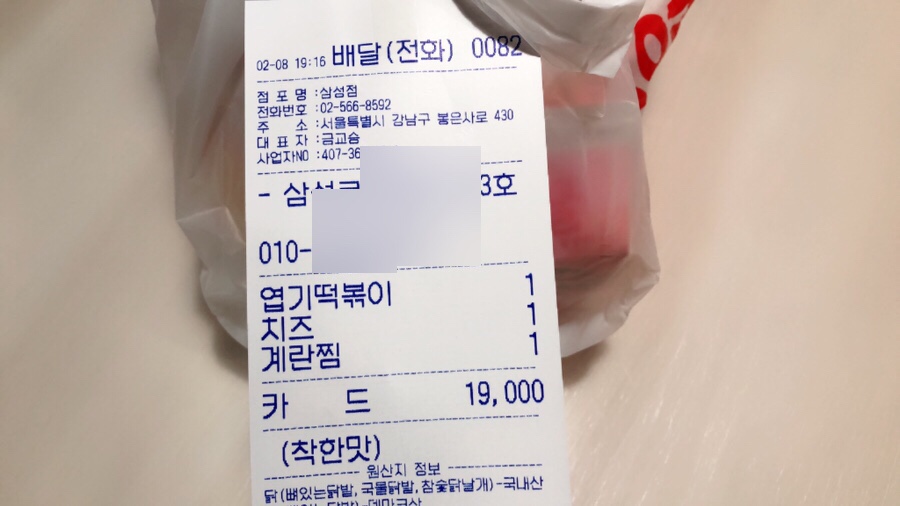 02-08 19:16 배달(전화) 0082
점 포 명 :삼성점
전화번호 :02-566-8592
주    소 :서울특별시 강남구 봉은사로 430
대 표 자 :금교슴
사업자NO :407-36
- 삼성 3호
010-
엽기떡볶이 1
치즈 1
계란찜 1
카 드 19,000
(착한맛)
원산지 정보
닭(뼈있는닭발, 국물닭발, 참숯닭날개)-국내산